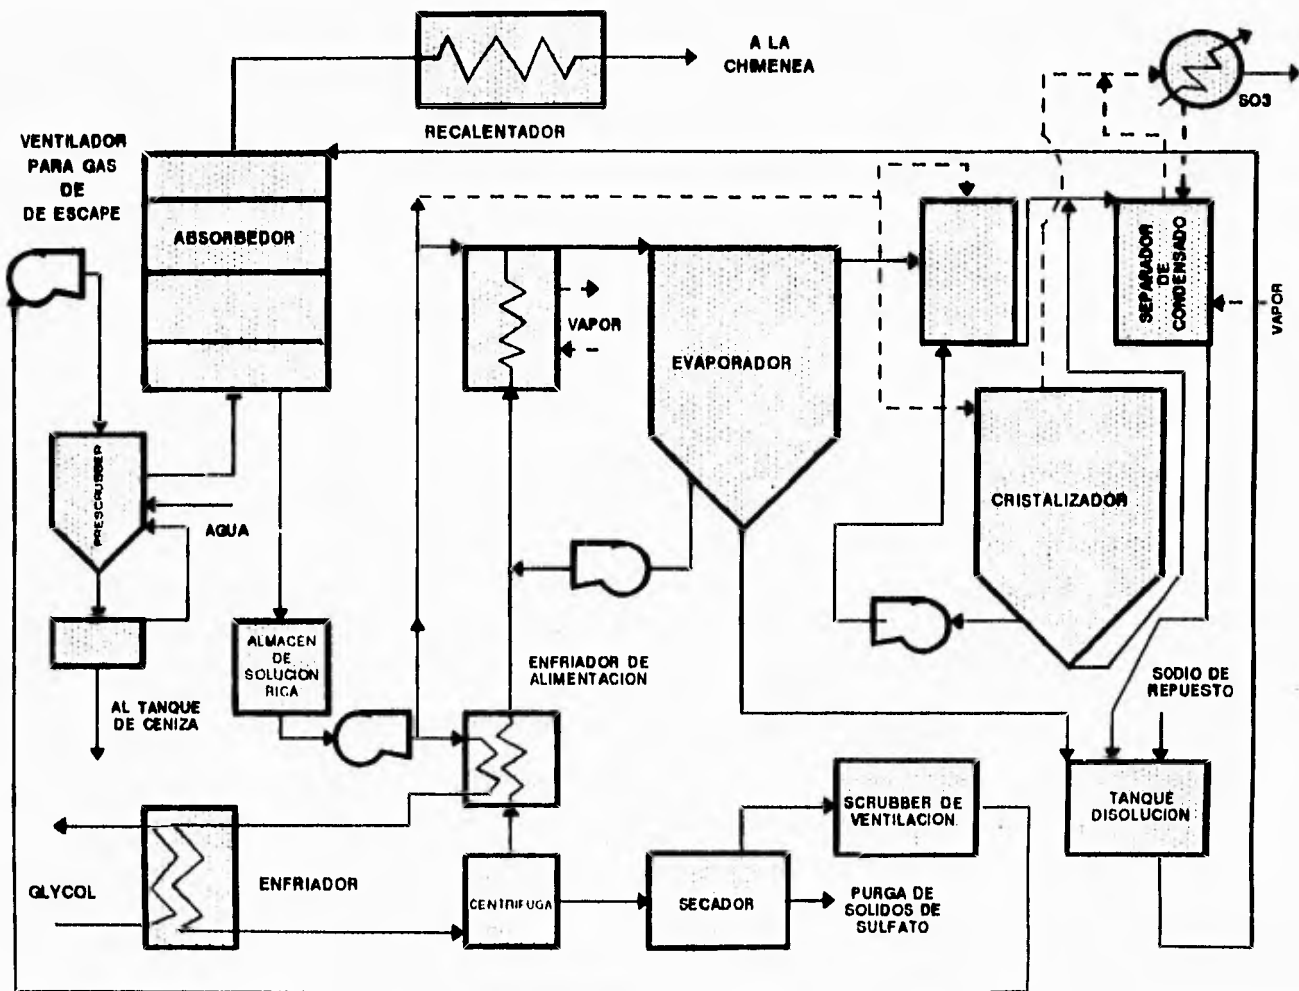 A LA
CHIMENEA
SO3
RECALENTADOR
VENTILADOR
PARA GAS
DE
DE ESCAPE
ABSORBEDOR
SEPARADOR
DE
CONDENSADO
VAPOR
VAPOR
EVAPORADOR
PRESCRUBBER
AGUA
CRISTALIZADOR
ALMACEN
DE
SOLUCION
RICA
ENFRIADOR DE
ALIMENTACION
SODIO DE
REPUESTO
AL TANQUE
DE CENIZA
SCRUBBER DE
VENTILACION.
TANQUE
DISOLUCION
GLYCOL
ENFRIADOR
CENTRIFUGA
SECADOR
PURGA DE
SOLIDOS DE
SULFATO